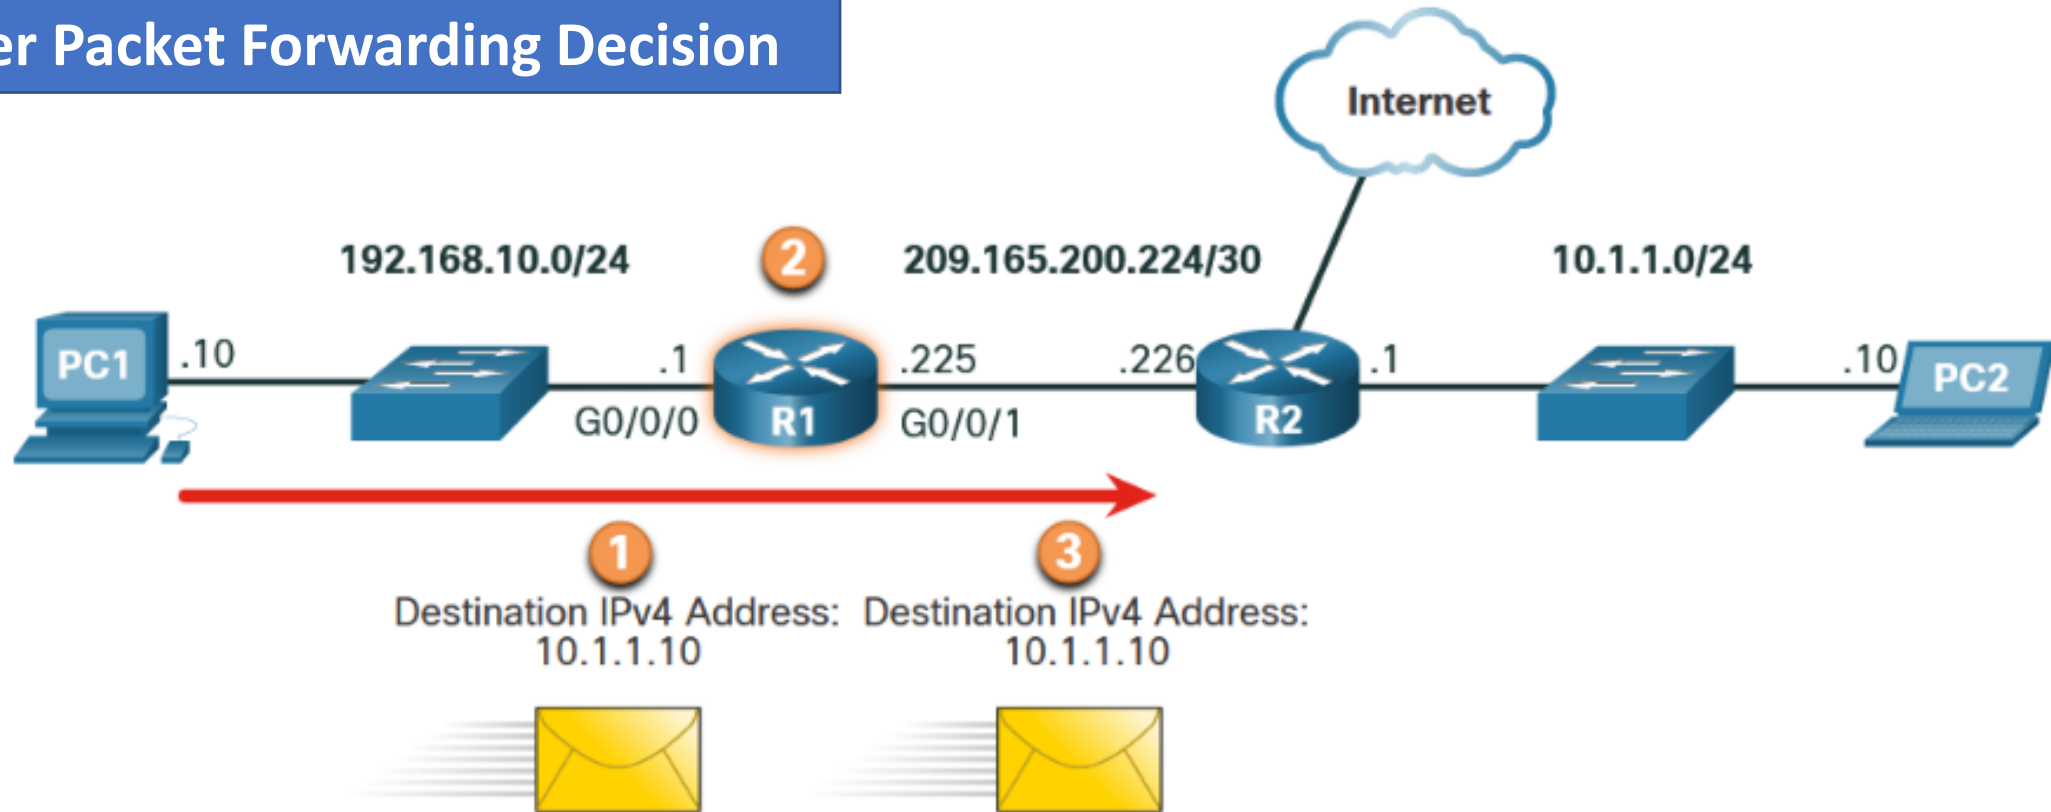 er Packet Forwarding Decision
Internet
192.168.10.0/24
2
209.165.200.224/30
10.1.1.0/24
PC1
.10
.1
G0/0/0
R1
.225
G0/0/1
.226
R2
.1
.10
PC2
1
Destination IPv4 Address:
10.1.1.10
3
Destination IPv4 Address:
10.1.1.10